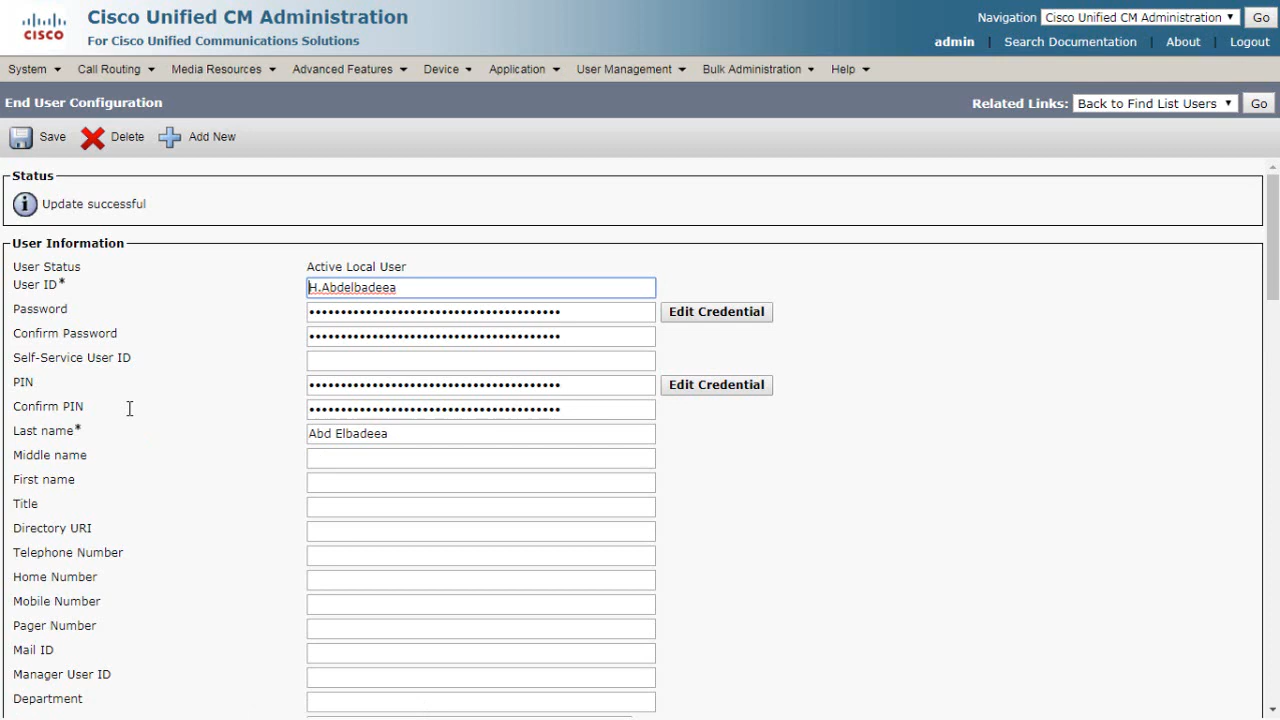 Cisco Unified CM Administration
For Cisco Unified Communications Solutions
CISCO
Navigation Cisco Unified CM Administration Go
admin | Search Documentation | About | Logout
System Call Routing Media Resources Advanced Features Device Application User Management Bulk Administration Help
End User Configuration
Related Links: Back to Find List Users Go
Save Delete Add New
Status
i Update successful
User Information
User Status Active Local User
User ID* H.Abdelbadeea
Password •••••••••••••••••••••••••••••••••••••••• Edit Credential
Confirm Password ••••••••••••••••••••••••••••••••••••••••
Self-Service User ID
PIN •••••••••••••••••••••••••••••••••••••••• Edit Credential
Confirm PIN ••••••••••••••••••••••••••••••••••••••••
Last name* Abd Elbadeea
Middle name
First name
Title
Directory URI
Telephone Number
Home Number
Mobile Number
Pager Number
Mail ID
Manager User ID
Department